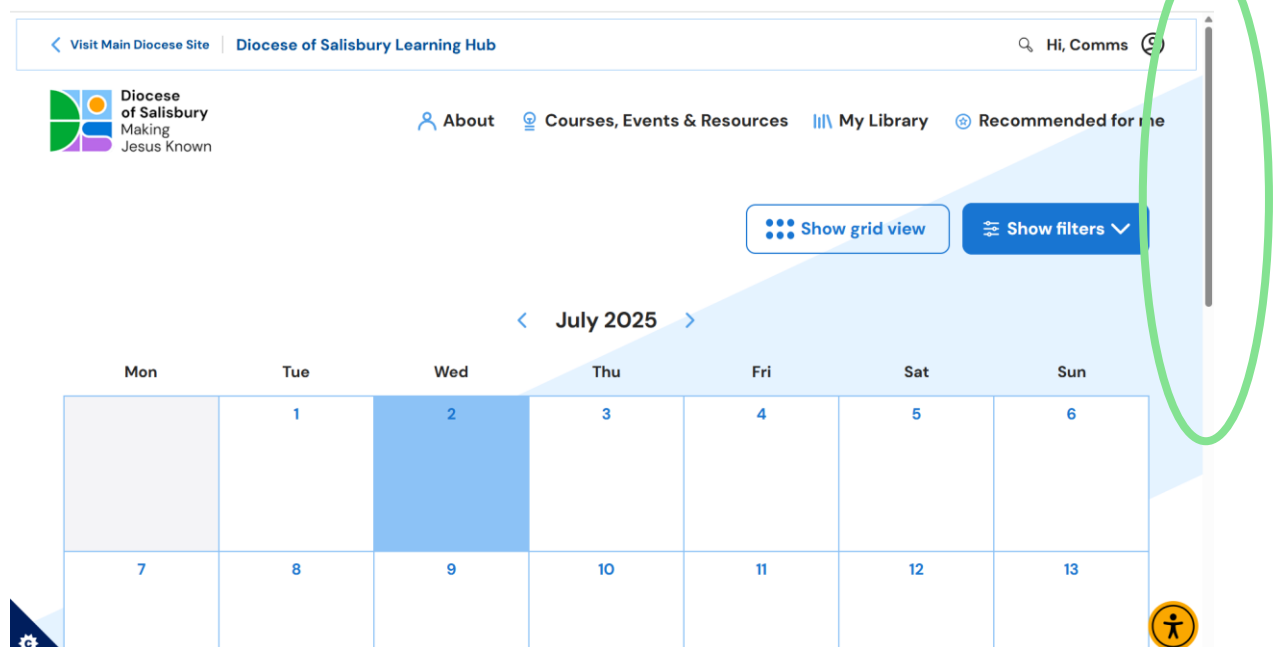 Visit Main Diocese Site Diocese of Salisbury Learning Hub Hi, Comms
Diocese
of Salisbury
Making
Jesus Known
About Courses, Events & Resources My Library Recommended for me
Show grid view Show filters
July 2025
Mon Tue Wed Thu Fri Sat Sun
1 2 3 4 5 6
7 8 9 10 11 12 13
C